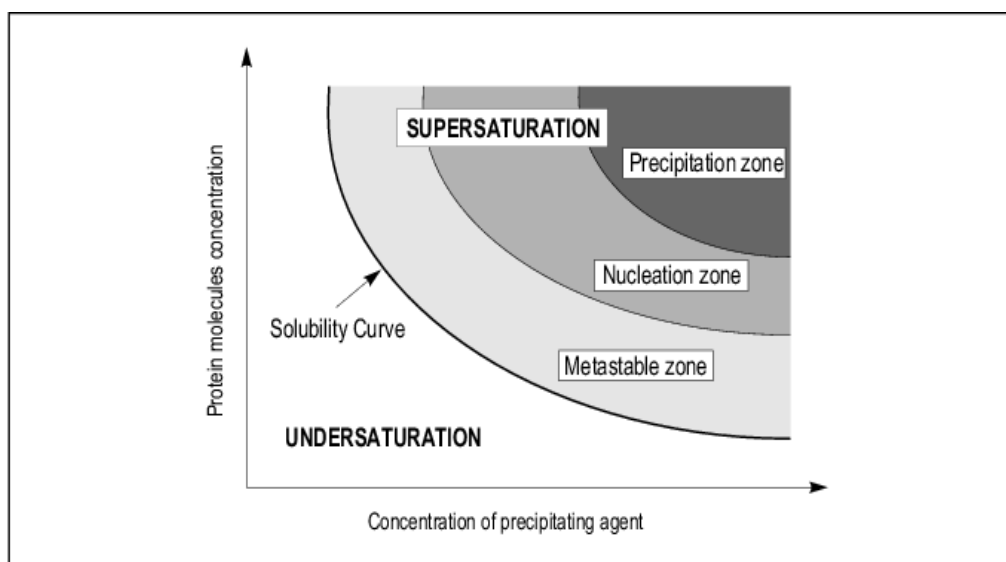 SUPERSATURATION
Precipitation zone
Nucleation zone
Solubility Curve
Metastable zone
UNDERSATURATION
Protein molecules concentration
Concentration of precipitating agent